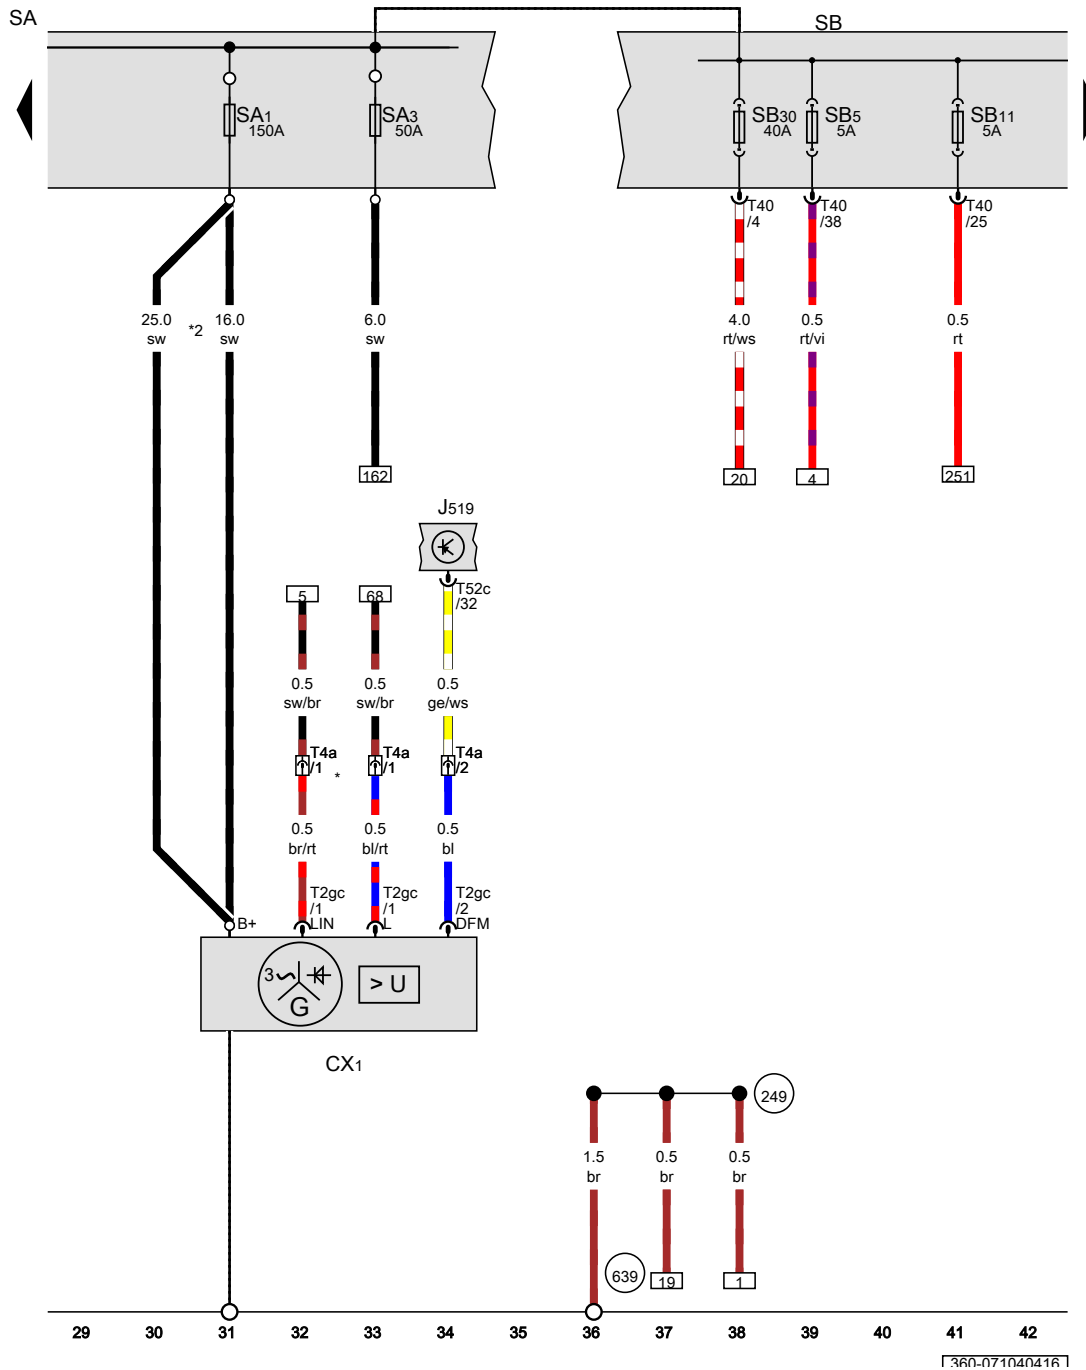 SA
SB
SA1
150A
SA3
50A
SB30
40A
SB5
5A
SB11
5A
T40
/4
T40
/38
T40
/25
25.0
sw
*2
16.0
sw
6.0
sw
4.0
rt/ws
0.5
rt/vi
0.5
rt
162
20
4
251
J519
T52c
/32
5
68
0.5
sw/br
0.5
sw/br
0.5
ge/ws
T4a
/1
*
T4a
/1
T4a
/2
0.5
br/rt
0.5
bl/rt
0.5
bl
T2gc
/1
LIN
T2gc
/1
L
T2gc
/2
DFM
B+
3
G
> U
CX1
249
1.5
br
0.5
br
0.5
br
639
19
1
29 30 31 32 33 34 35 36 37 38 39 40 41 42
360-071040416